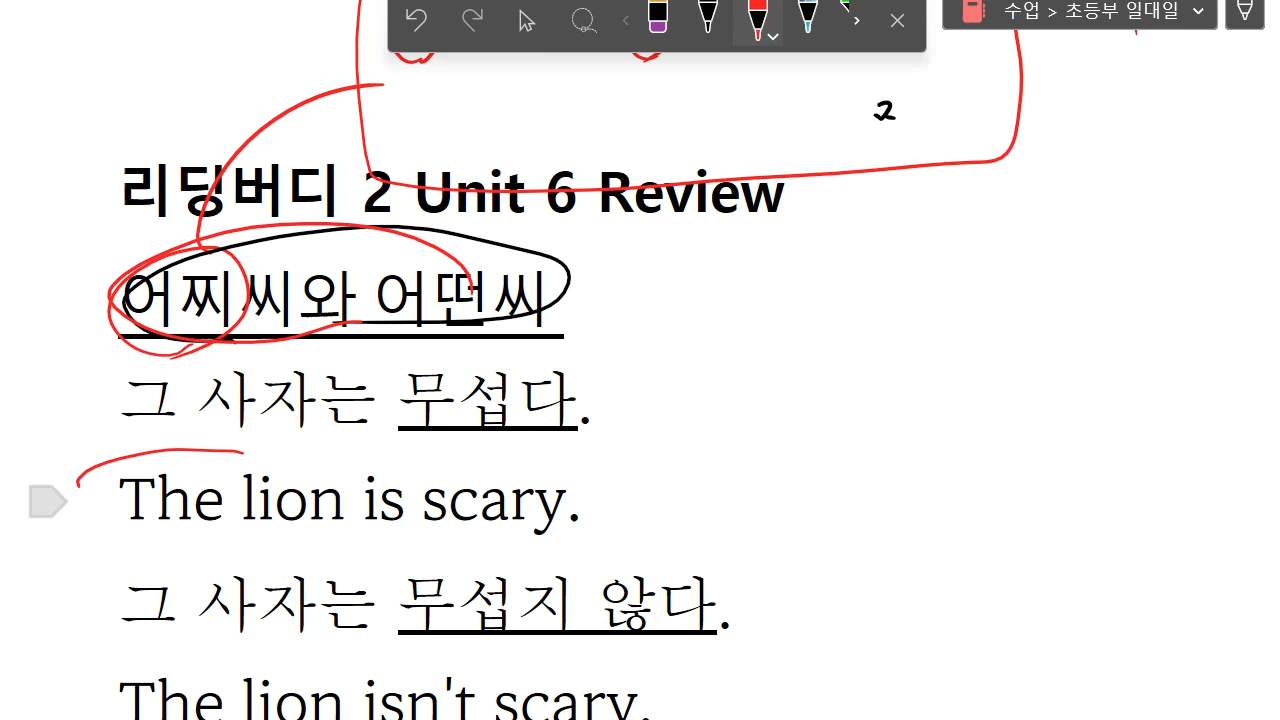 수업 > 초등부 일대일
2
리딩버디 2 Unit 6 Review
어찌씨와 어떤씨
그 사자는 무섭다.
The lion is scary.
그 사자는 무섭지 않다.
The lion isn't scary.